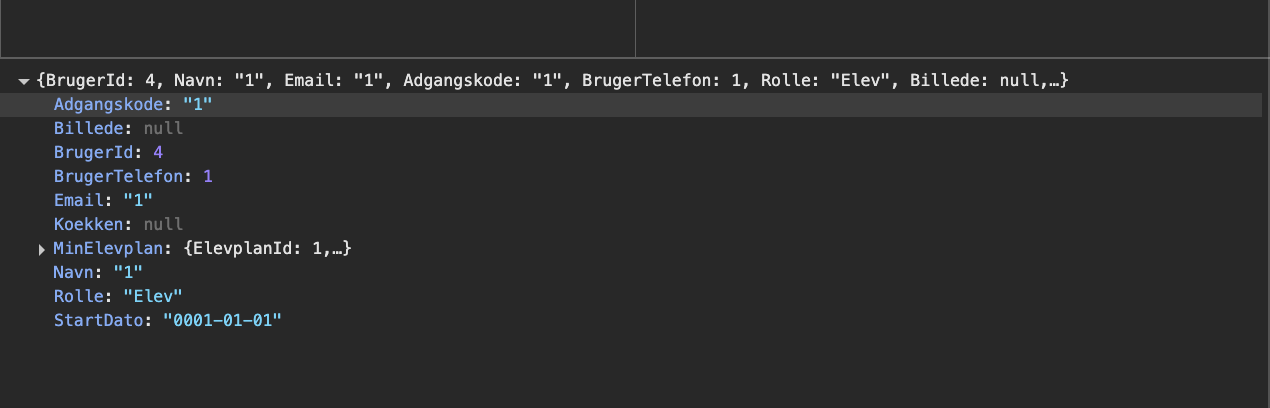 {BrugerId: 4, Navn: "1", Email: "1", Adgangskode: "1", BrugerTelefon: 1, Rolle: "Elev", Billede: null,…}
Adgangskode: "1"
Billede: null
BrugerId: 4
BrugerTelefon: 1
Email: "1"
Koekken: null
MinElevplan: {ElevplanId: 1,…}
Navn: "1"
Rolle: "Elev"
StartDato: "0001-01-01"